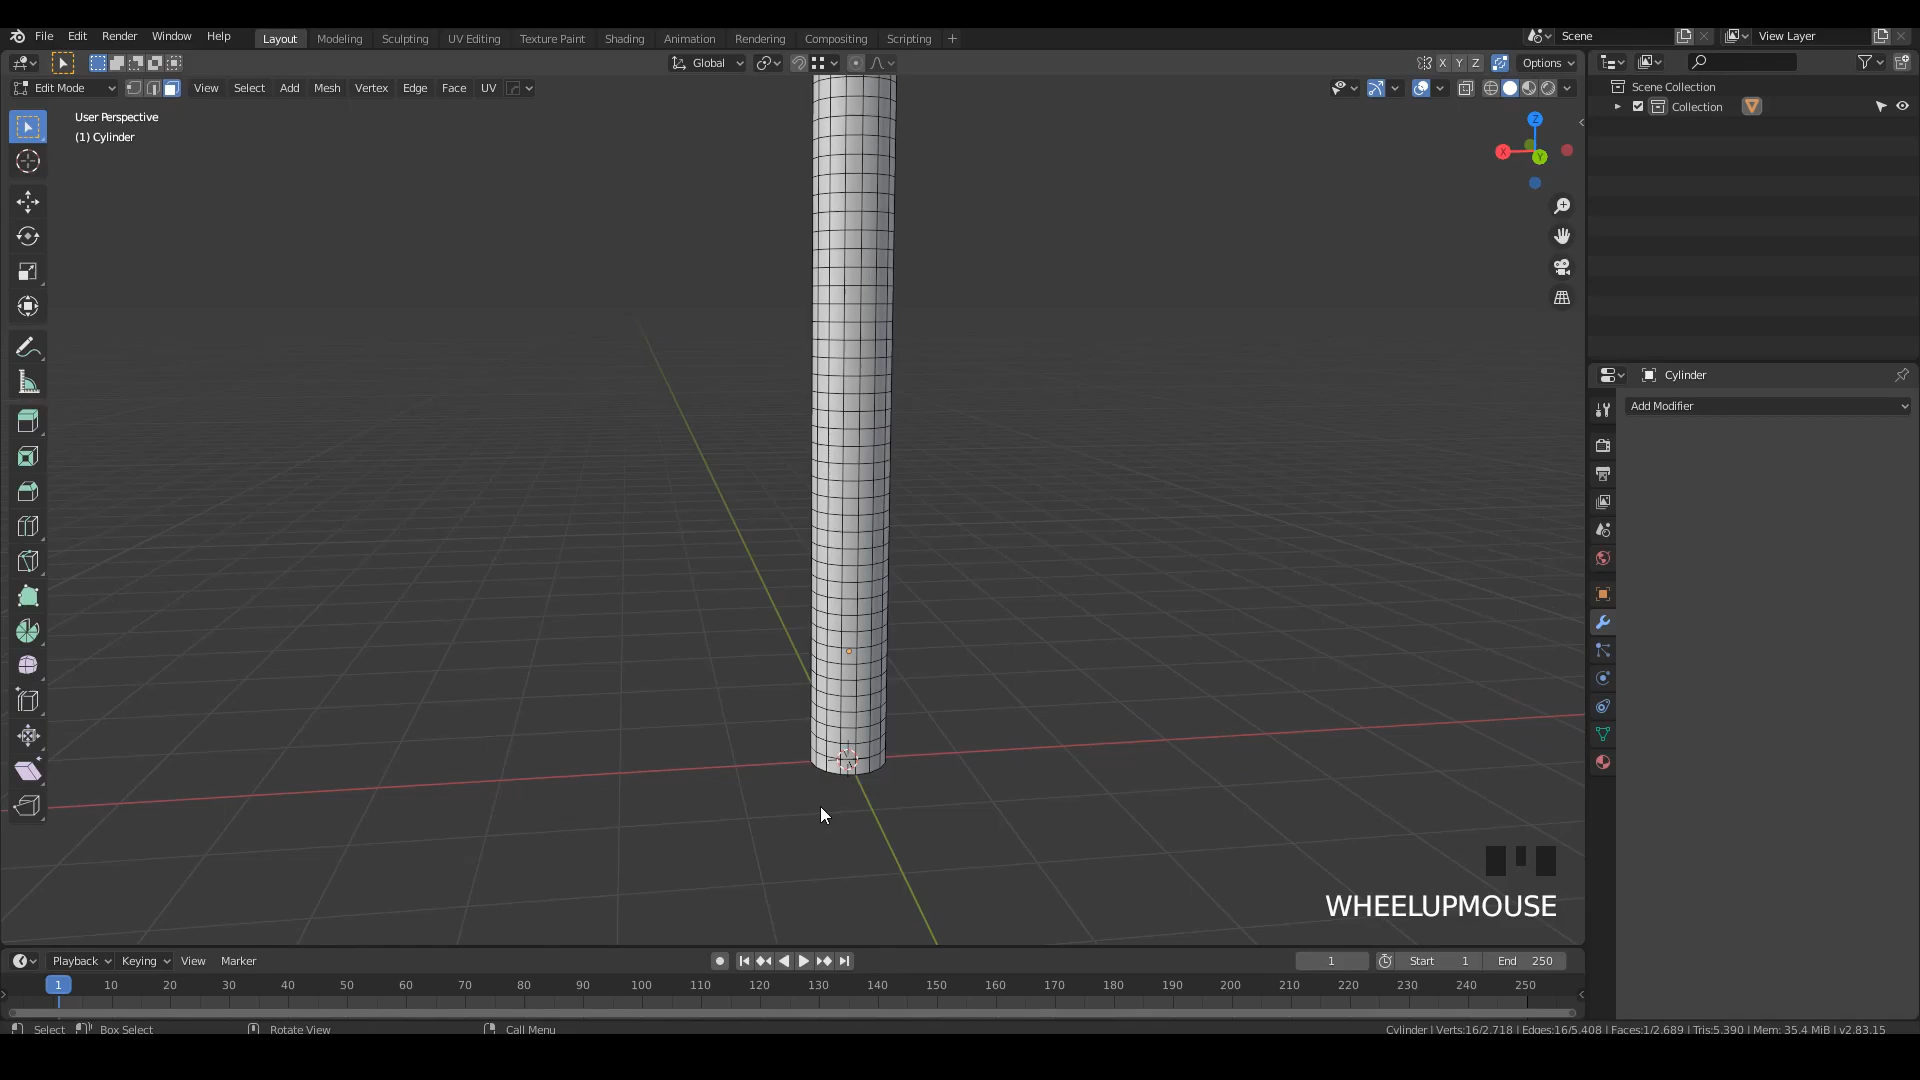 File Edit Render Window Help Layout Modeling Sculpting UV Editing Texture Paint Shading Animation Rendering Compositing Scripting + Scene View Layer
Global X Y Z Options
Edit Mode View Select Add Mesh Vertex Edge Face UV
User Perspective
(1) Cylinder
Z
X
Y
Scene Collection
Collection
Cylinder
Add Modifier
WHEELUPMOUSE
Playback Keying View Marker 1 Start 1 End 250
1 10 20 30 40 50 60 70 80 90 100 110 120 130 140 150 160 170 180 190 200 210 220 230 240 250
Select Box Select Rotate View Call Menu Cylinder | Verts:16/2.718 | Edges:16/5.408 | Faces:1/2.689 | Tris:5.390 | Mem: 35.4 MiB | v2.83.15